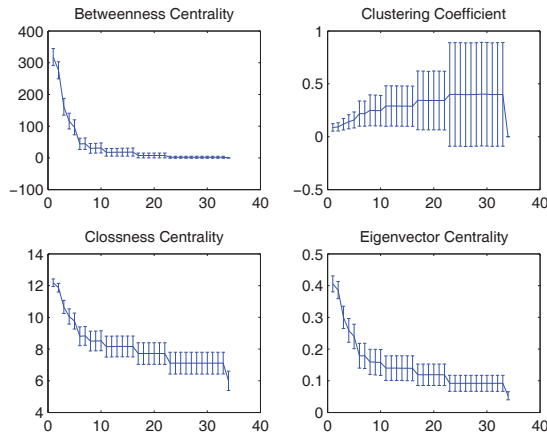 Betweenness Centrality
400
300
200
100
0
−100
0 10 20 30 40
Clustering Coefficient
1
0.5
0
−0.5
0 10 20 30 40
Clossness Centrality
14
12
10
8
6
4
0 10 20 30 40
Eigenvector Centrality
0.5
0.4
0.3
0.2
0.1
0
0 10 20 30 40